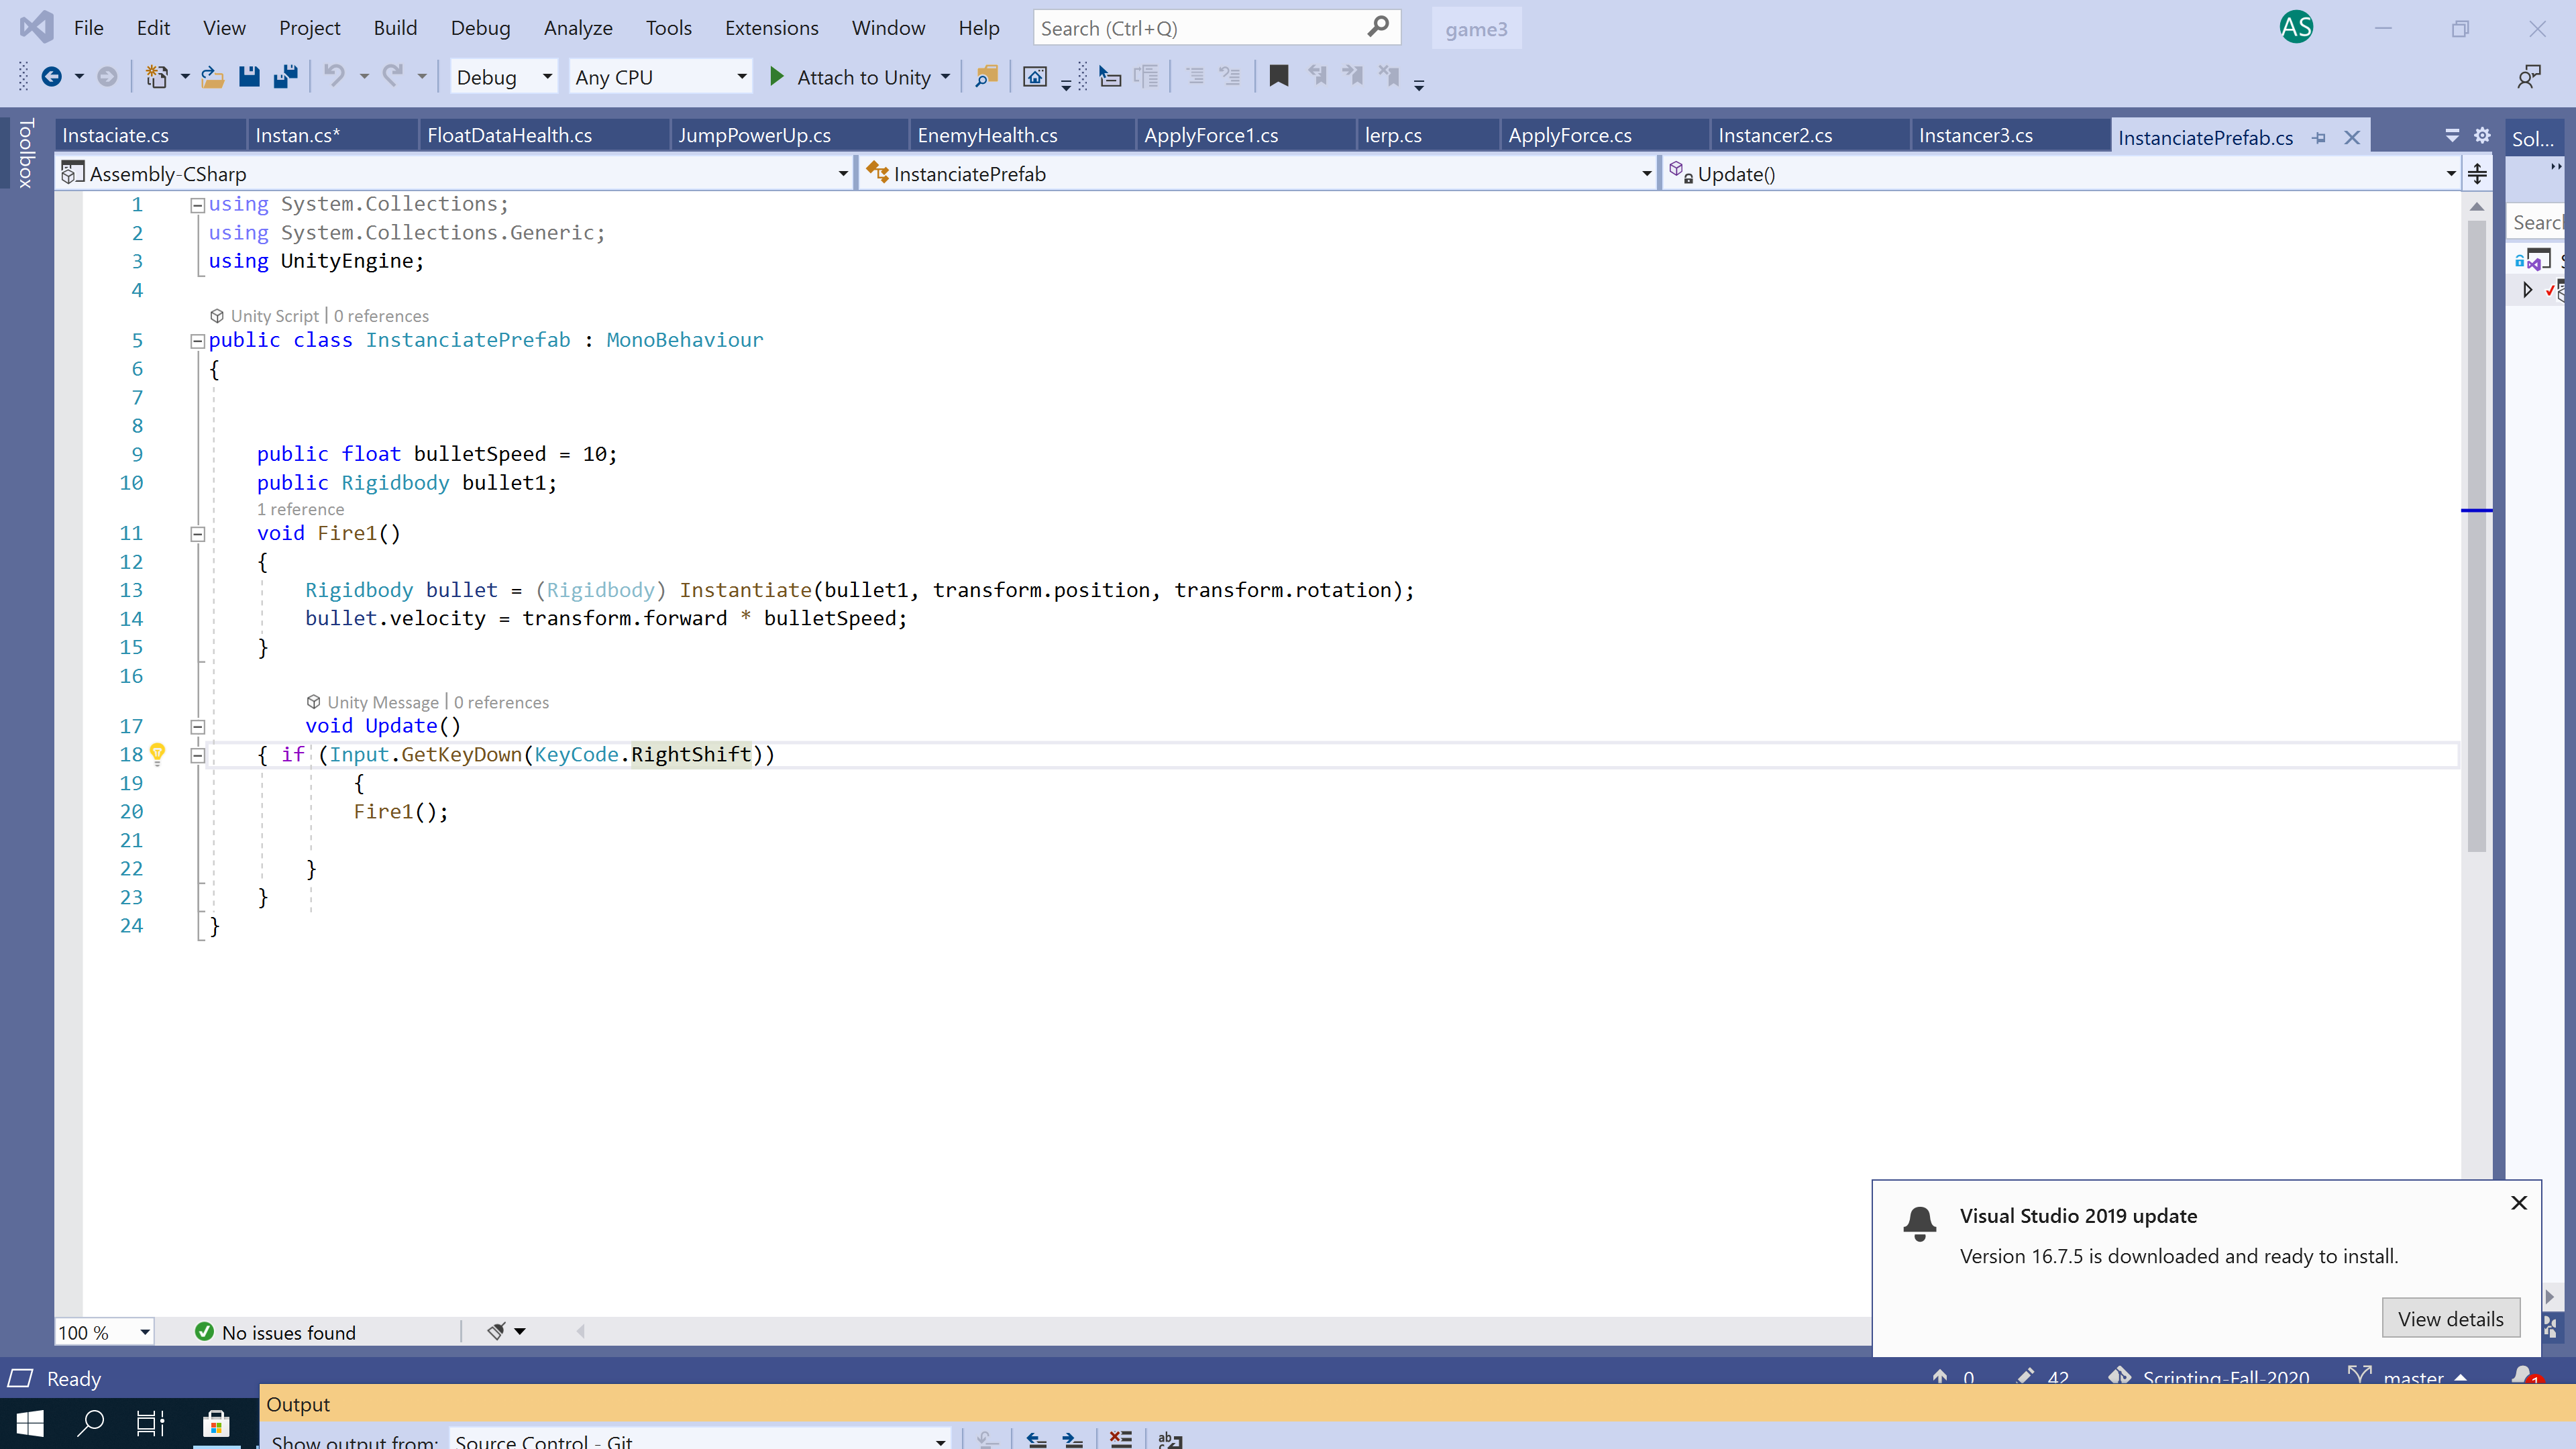 File Edit View Project Build Debug Analyze Tools Extensions Window Help Search (Ctrl+Q) game3 AS
Debug Any CPU Attach to Unity
Toolbox
Instaciate.cs Instan.cs* FloatDataHealth.cs JumpPowerUp.cs EnemyHealth.cs ApplyForce1.cs lerp.cs ApplyForce.cs Instancer2.cs Instancer3.cs InstanciatePrefab.cs Sol...
Assembly-CSharp InstanciatePrefab Update()
1 using System.Collections;
2 using System.Collections.Generic;
3 using UnityEngine;
4
Unity Script | 0 references
5 public class InstanciatePrefab : MonoBehaviour
6 {
7
8
9 public float bulletSpeed = 10;
10 public Rigidbody bullet1;
1 reference
11 void Fire1()
12 {
13 Rigidbody bullet = (Rigidbody) Instantiate(bullet1, transform.position, transform.rotation);
14 bullet.velocity = transform.forward * bulletSpeed;
15 }
16
Unity Message | 0 references
17 void Update()
18 { if (Input.GetKeyDown(KeyCode.RightShift))
19 {
20 Fire1();
21
22 }
23 }
24 }
Visual Studio 2019 update
Version 16.7.5 is downloaded and ready to install.
View details
100 % No issues found
Ready 0 42 Scripting-Fall-2020 master 1
Output
Show output from: Source Control - Git